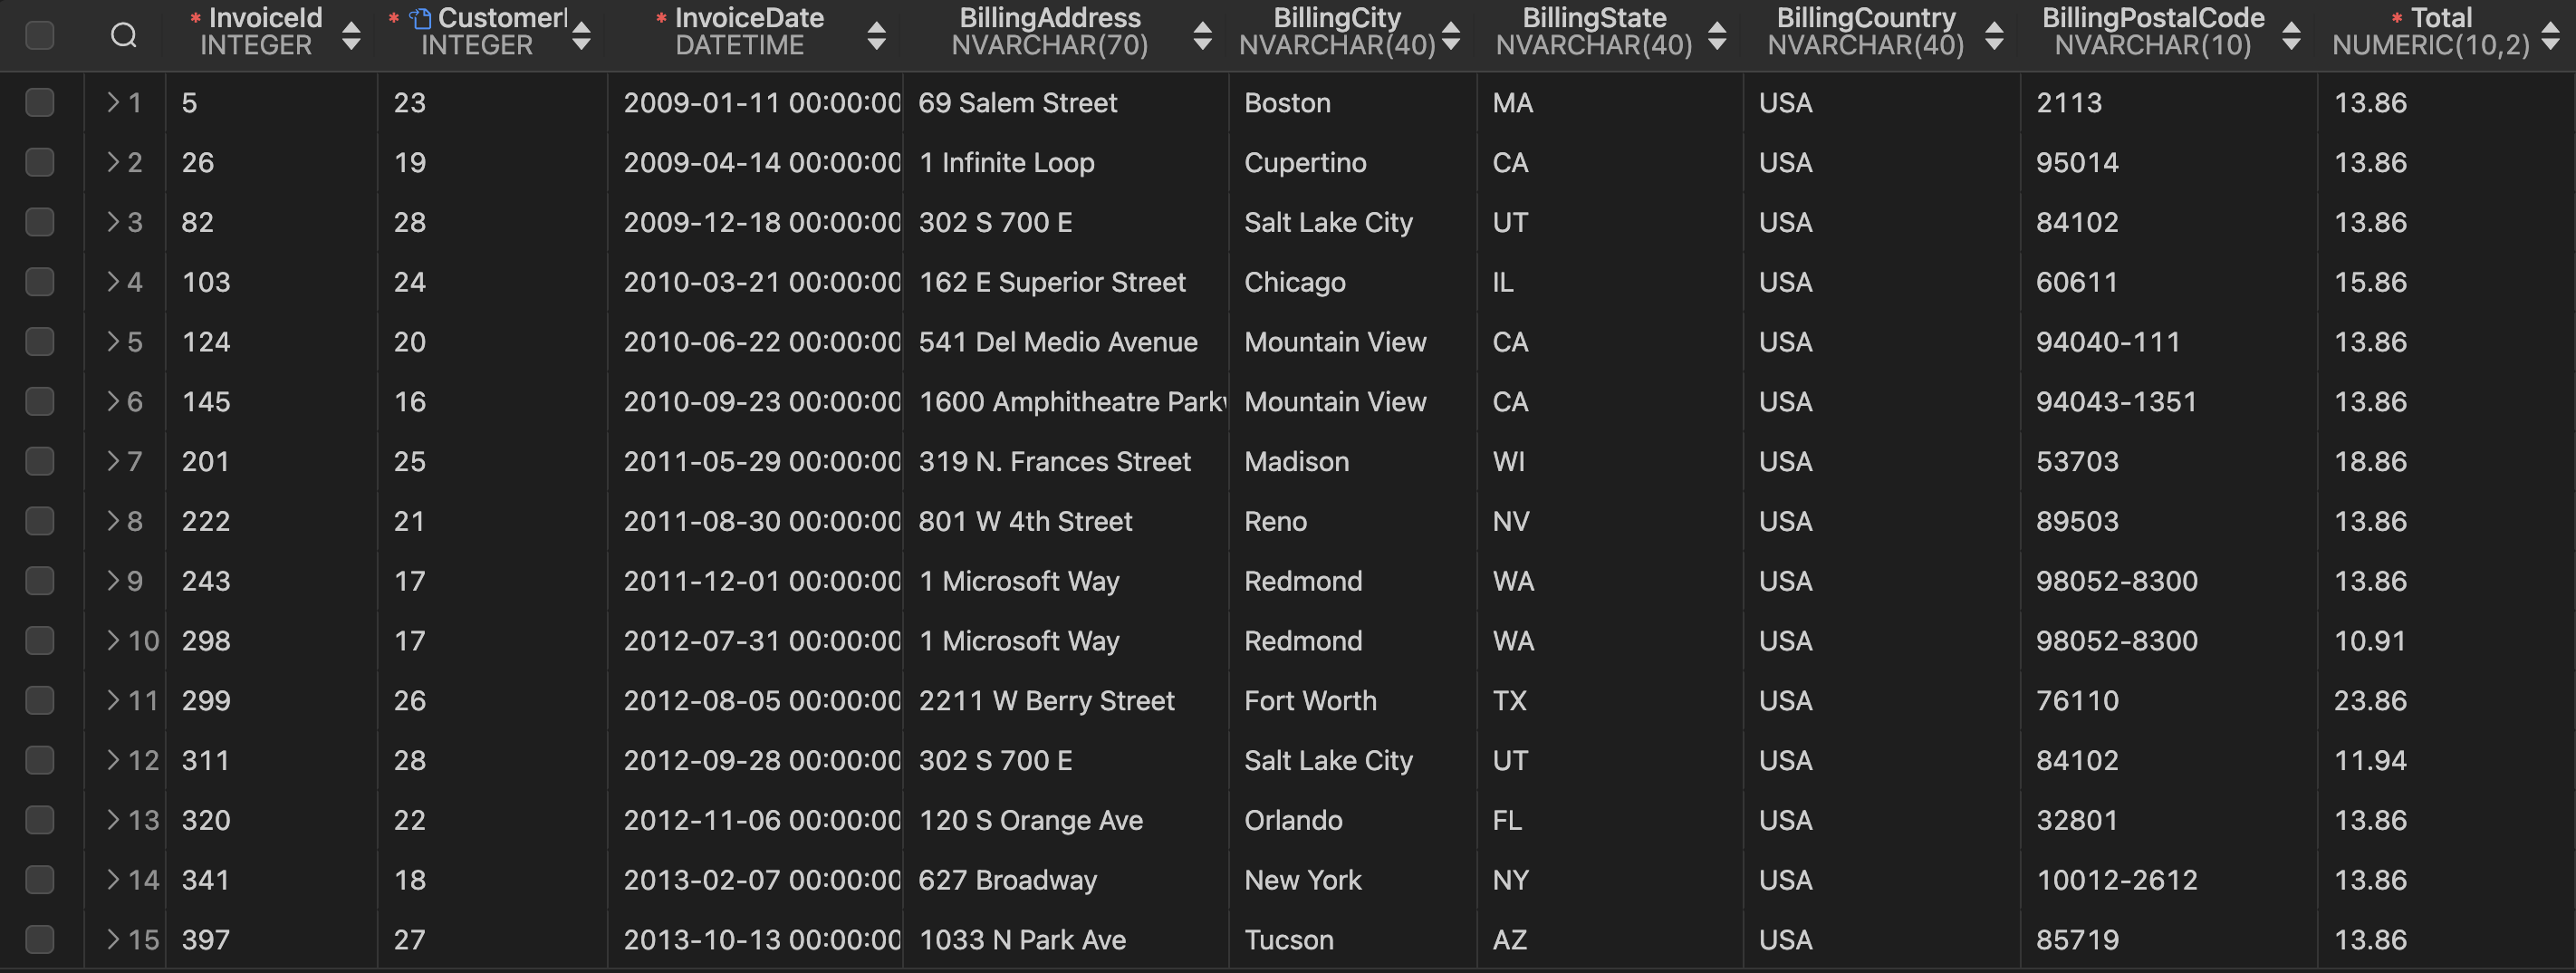 * InvoiceId * CustomerI * InvoiceDate BillingAddress BillingCity BillingState BillingCountry BillingPostalCode * Total
INTEGER INTEGER DATETIME NVARCHAR(70) NVARCHAR(40) NVARCHAR(40) NVARCHAR(40) NVARCHAR(10) NUMERIC(10,2)
1 5 23 2009-01-11 00:00:00 69 Salem Street Boston MA USA 2113 13.86
2 26 19 2009-04-14 00:00:00 1 Infinite Loop Cupertino CA USA 95014 13.86
3 82 28 2009-12-18 00:00:00 302 S 700 E Salt Lake City UT USA 84102 13.86
4 103 24 2010-03-21 00:00:00 162 E Superior Street Chicago IL USA 60611 15.86
5 124 20 2010-06-22 00:00:00 541 Del Medio Avenue Mountain View CA USA 94040-111 13.86
6 145 16 2010-09-23 00:00:00 1600 Amphitheatre Parkw Mountain View CA USA 94043-1351 13.86
7 201 25 2011-05-29 00:00:00 319 N. Frances Street Madison WI USA 53703 18.86
8 222 21 2011-08-30 00:00:00 801 W 4th Street Reno NV USA 89503 13.86
9 243 17 2011-12-01 00:00:00 1 Microsoft Way Redmond WA USA 98052-8300 13.86
10 298 17 2012-07-31 00:00:00 1 Microsoft Way Redmond WA USA 98052-8300 10.91
11 299 26 2012-08-05 00:00:00 2211 W Berry Street Fort Worth TX USA 76110 23.86
12 311 28 2012-09-28 00:00:00 302 S 700 E Salt Lake City UT USA 84102 11.94
13 320 22 2012-11-06 00:00:00 120 S Orange Ave Orlando FL USA 32801 13.86
14 341 18 2013-02-07 00:00:00 627 Broadway New York NY USA 10012-2612 13.86
15 397 27 2013-10-13 00:00:00 1033 N Park Ave Tucson AZ USA 85719 13.86